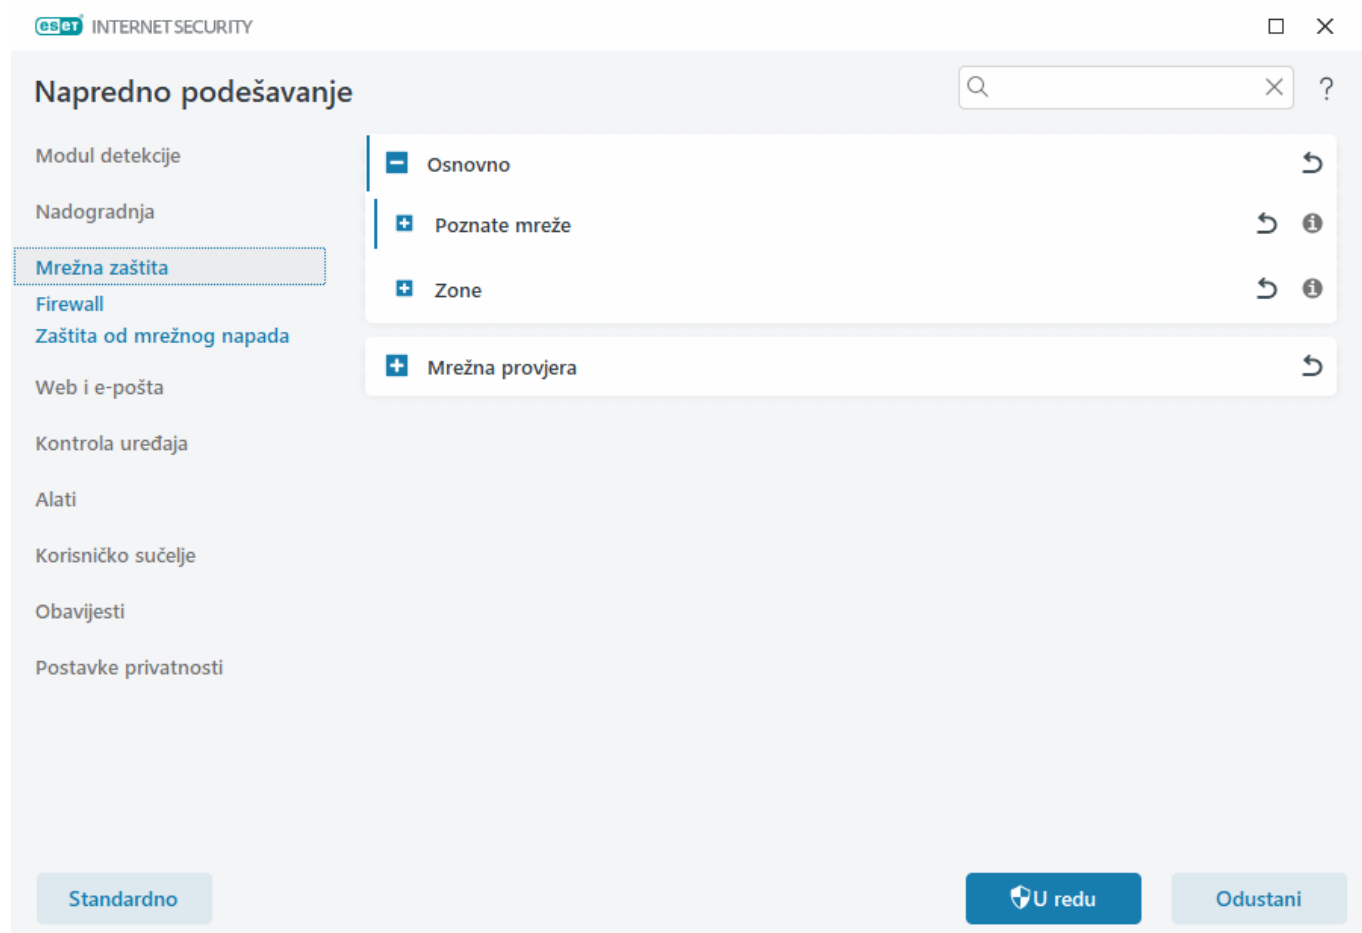 eset INTERNET SECURITY
Napredno podešavanje
?
Modul detekcije
Nadogradnja
Mrežna zaštita
Firewall
Zaštita od mrežnog napada
Web i e-pošta
Kontrola uređaja
Alati
Korisničko sučelje
Obavijesti
Postavke privatnosti
Osnovno
Poznate mreže
Zone
Mrežna provjera
Standardno
U redu
Odustani